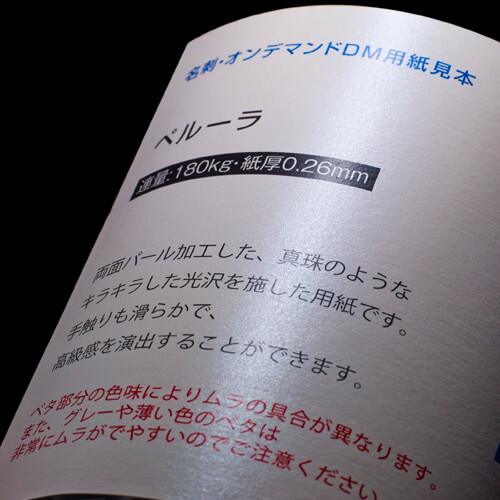 名刺・オンデマンドDM用紙見本
ペルーラ
連量:180kg・紙厚0.26mm
両面パール加工した、真珠のような
キラキラした光沢を施した用紙です。
手触りも滑らかで、
高級感を演出することができます。
ベタ部分の色味によりムラの具合が異なります。
また、グレーや薄い色のベタは
非常にムラがでやすいのでご注意ください。